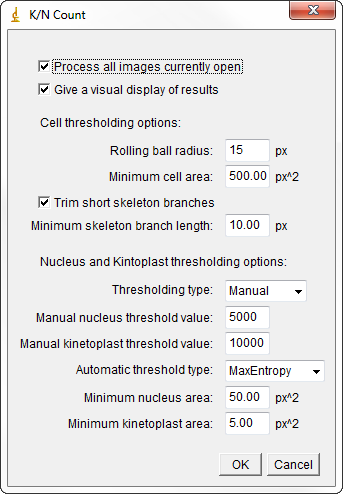 K/N Count
Process all images currently open
Give a visual display of results
Cell thresholding options:
Rolling ball radius: 15 px
Minimum cell area: 500.00 px^2
Trim short skeleton branches
Minimum skeleton branch length: 10.00 px
Nucleus and Kintoplast thresholding options:
Thresholding type: Manual
Manual nucleus threshold value: 5000
Manual kinetoplast threshold value: 10000
Automatic threshold type: MaxEntropy
Minimum nucleus area: 50.00 px^2
Minimum kinetoplast area: 5.00 px^2
OK Cancel